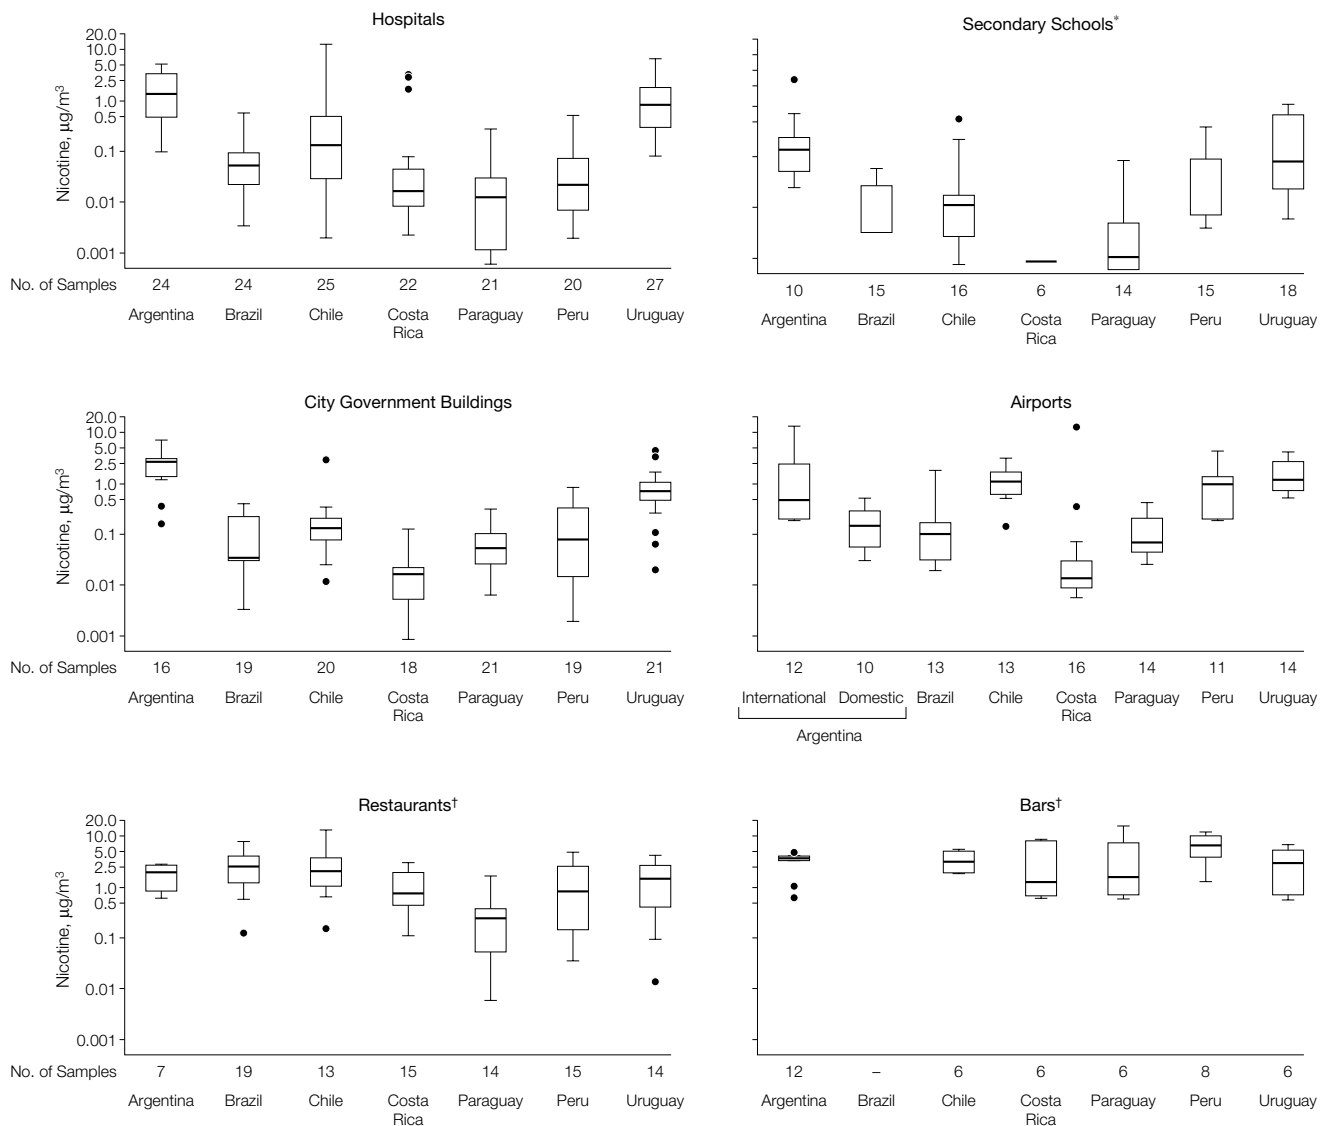 Hospitals
Nicotine, μg/m³
20.0
10.0
5.0
2.5
1.0
0.5
0.1
0.01
0.001
No. of Samples 24 24 25 22 21 20 27
Argentina Brazil Chile Costa Rica Paraguay Peru Uruguay
Secondary Schools*
10 15 16 6 14 15 18
Argentina Brazil Chile Costa Rica Paraguay Peru Uruguay
City Government Buildings
Nicotine, μg/m³
20.0
10.0
5.0
2.5
1.0
0.5
0.1
0.01
0.001
No. of Samples 16 19 20 18 21 19 21
Argentina Brazil Chile Costa Rica Paraguay Peru Uruguay
Airports
12 10 13 13 16 14 11 14
International Domestic Brazil Chile Costa Rica Paraguay Peru Uruguay
Argentina
Restaurants†
Nicotine, μg/m³
20.0
10.0
5.0
2.5
1.0
0.5
0.1
0.01
0.001
No. of Samples 7 19 13 15 14 15 14
Argentina Brazil Chile Costa Rica Paraguay Peru Uruguay
Bars†
12 – 6 6 6 8 6
Argentina Brazil Chile Costa Rica Paraguay Peru Uruguay